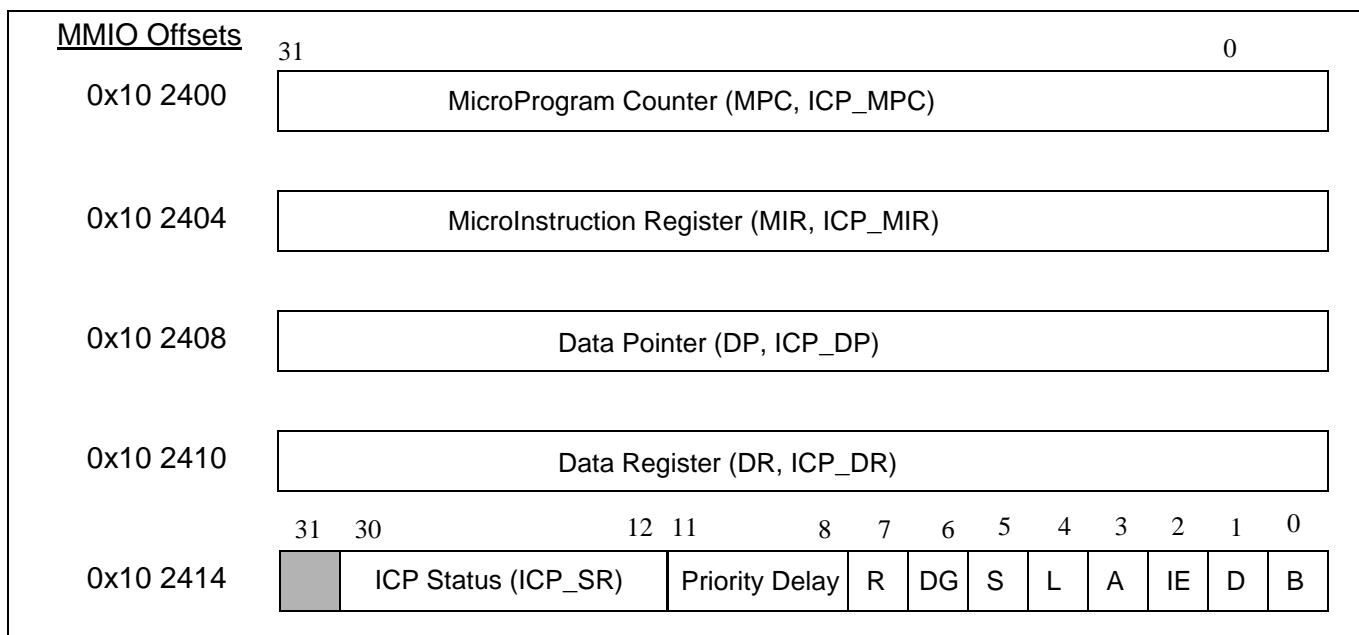 MMIO Offsets
31 0
0x10 2400 MicroProgram Counter (MPC, ICP_MPC)
0x10 2404 MicroInstruction Register (MIR, ICP_MIR)
0x10 2408 Data Pointer (DP, ICP_DP)
0x10 2410 Data Register (DR, ICP_DR)
31 30 12 11 8 7 6 5 4 3 2 1 0
0x10 2414 ICP Status (ICP_SR) Priority Delay R DG S L A IE D B